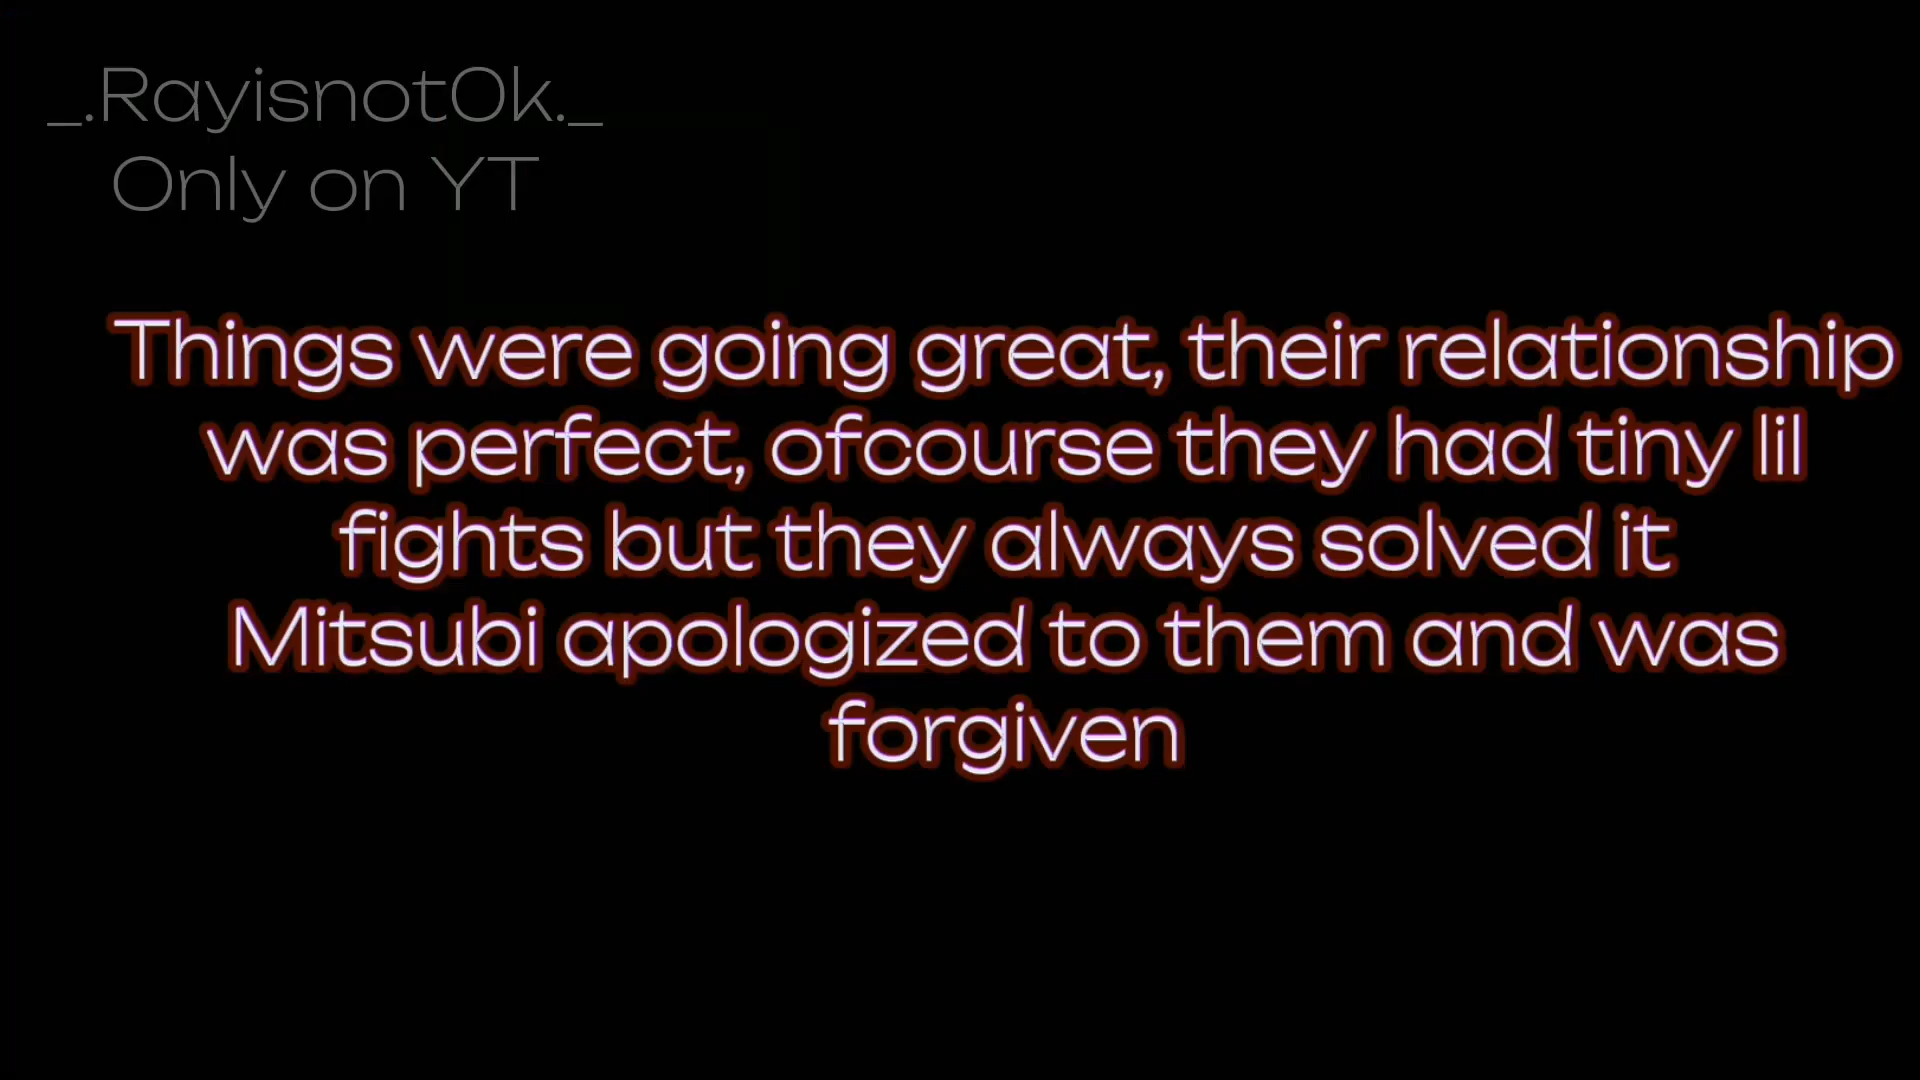 _.RayisnotOk._
Only on YT
Things were going great, their relationship
was perfect, ofcourse they had tiny lil
fights but they always solved it
Mitsubi apologized to them and was
forgiven